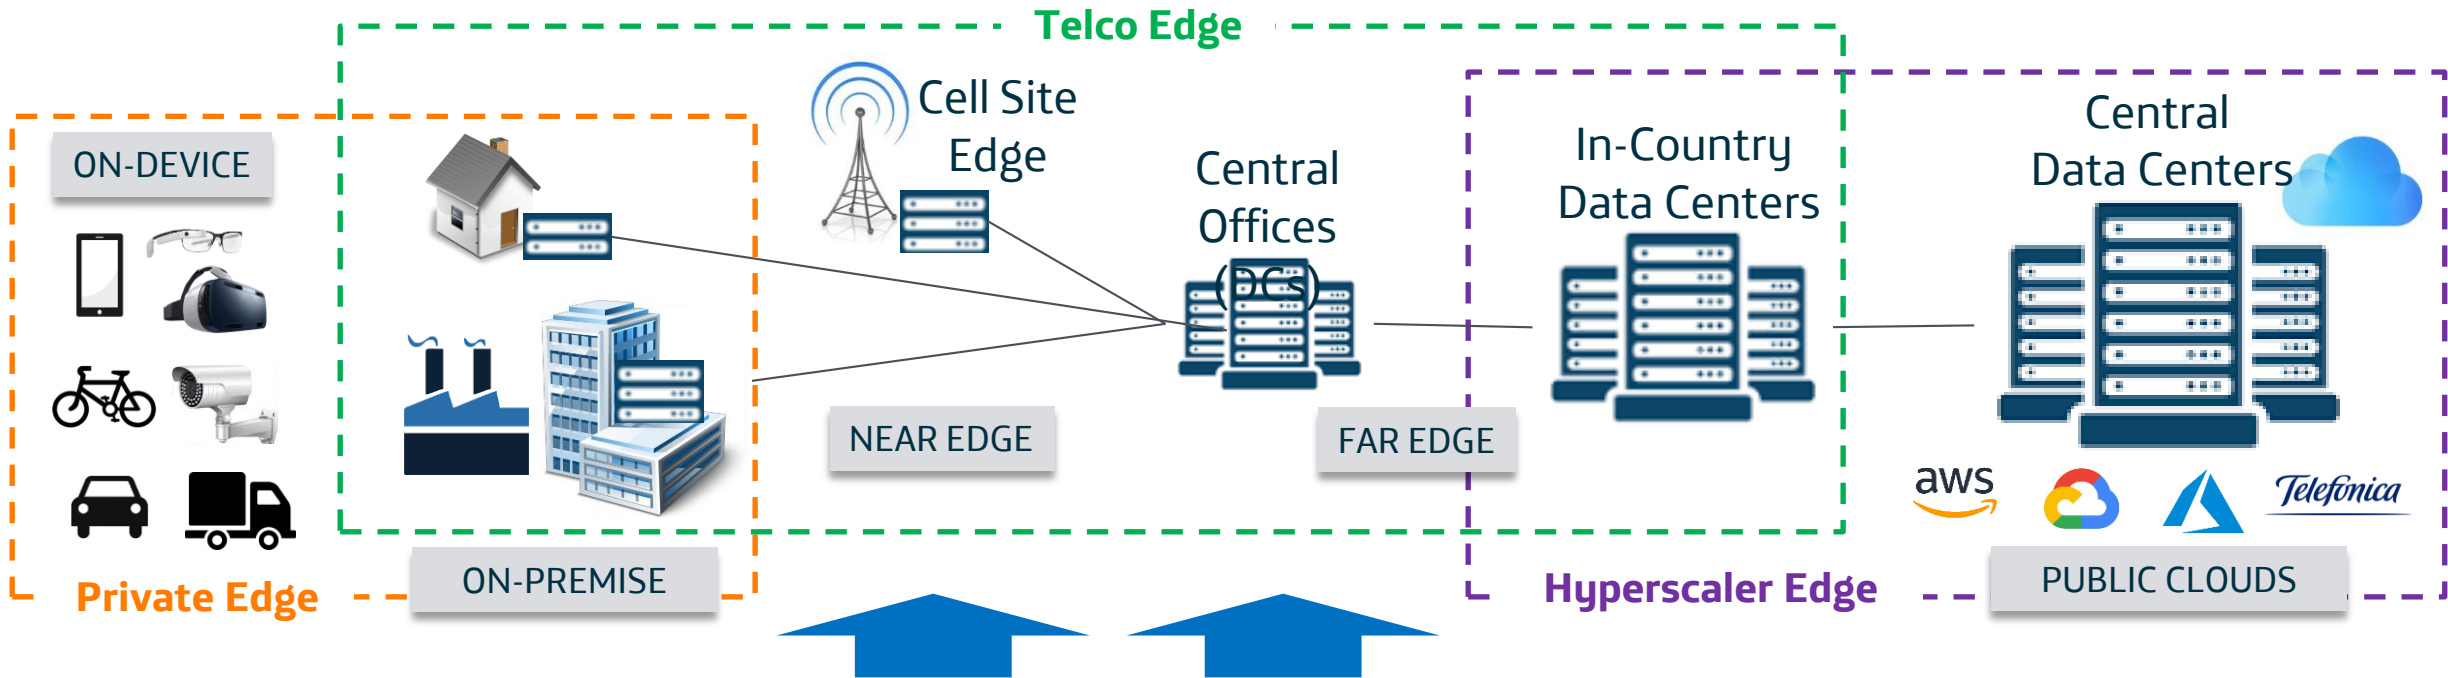 Telco Edge
ON-DEVICE
Cell Site
Edge
Central
Offices
(DCs)
In-Country
Data Centers
Central
Data Centers
NEAR EDGE
FAR EDGE
aws
Telefónica
Private Edge
ON-PREMISE
Hyperscaler Edge
PUBLIC CLOUDS